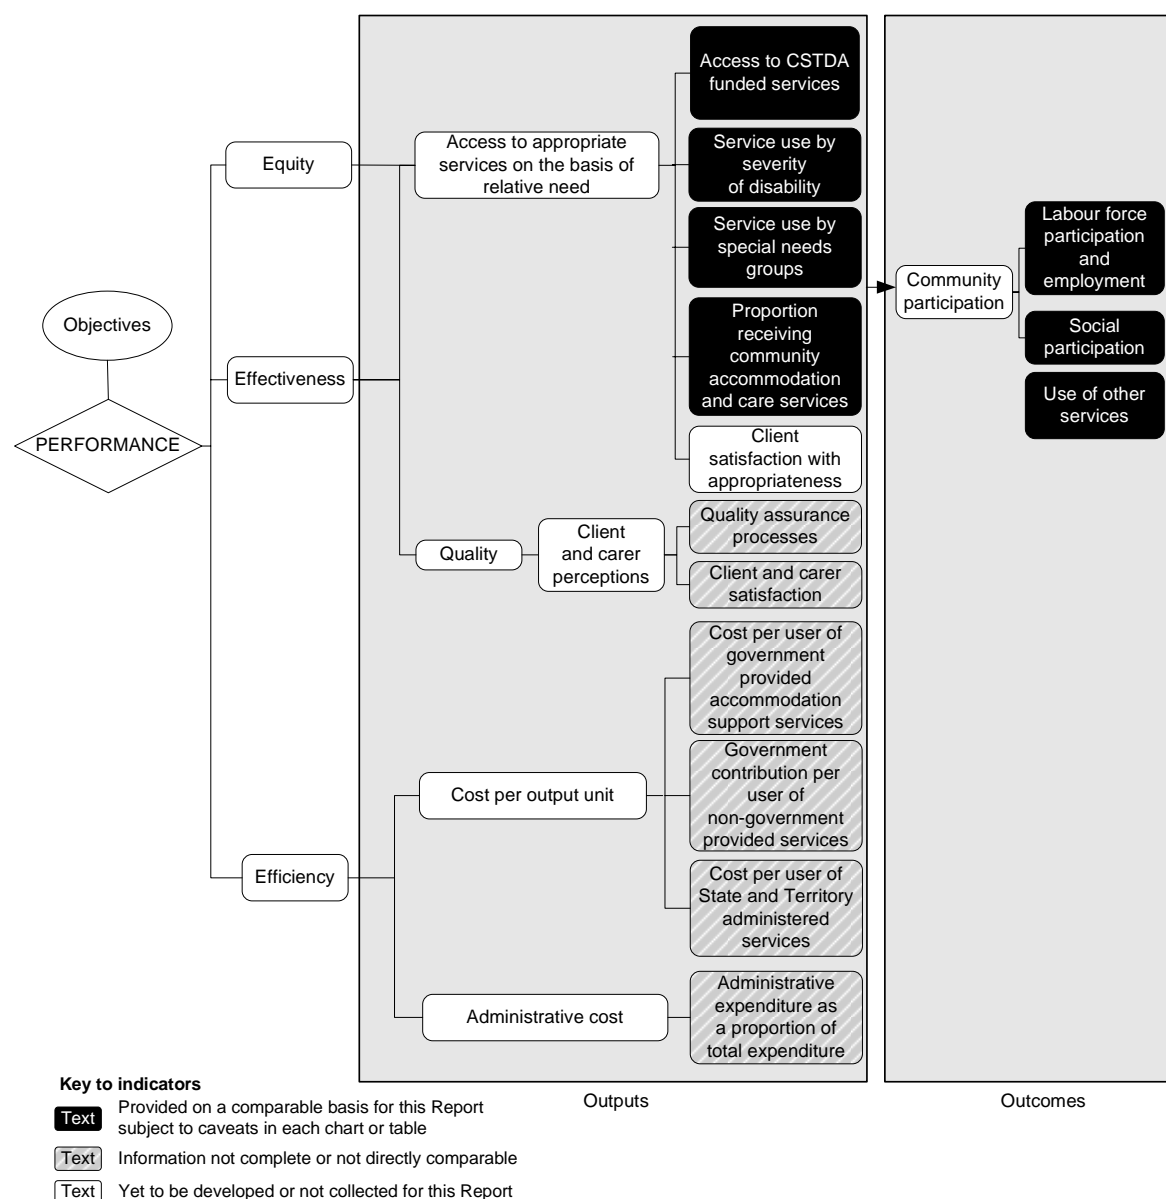 Objectives
PERFORMANCE
Equity
Effectiveness
Efficiency
Access to appropriate
services on the basis of
relative need
Quality
Client
and carer
perceptions
Cost per output unit
Administrative cost
Access to CSTDA
funded services
Service use by
severity
of disability
Service use by
special needs
groups
Proportion
receiving
community
accommodation
and care services
Client
satisfaction with
appropriateness
Quality assurance
processes
Client and carer
satisfaction
Cost per user of
government
provided
accommodation
support services
Government
contribution per
user of
non-government
provided services
Cost per user of
State and Territory
administered
services
Administrative
expenditure as
a proportion of
total expenditure
Outputs
Community
participation
Labour force
participation
and
employment
Social
participation
Use of other
services
Outcomes
Key to indicators
Text
Provided on a comparable basis for this Report
subject to caveats in each chart or table
Text
Information not complete or not directly comparable
Text
Yet to be developed or not collected for this Report